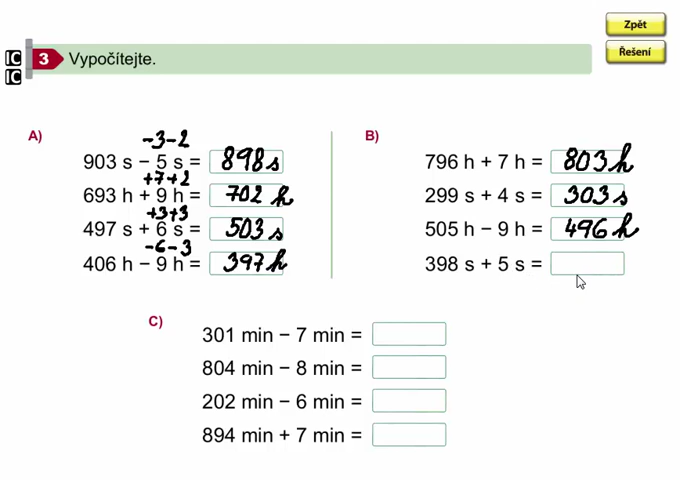 Zpět
Řešení
3 Vypočítejte.
A)
−3−2
903 s − 5 s = 898 s
+7+2
693 h + 9 h = 702 h
+3+3
497 s + 6 s = 503 s
−6−3
406 h − 9 h = 397 h
B)
796 h + 7 h = 803 h
299 s + 4 s = 303 s
505 h − 9 h = 496 h
398 s + 5 s =
C)
301 min − 7 min =
804 min − 8 min =
202 min − 6 min =
894 min + 7 min =